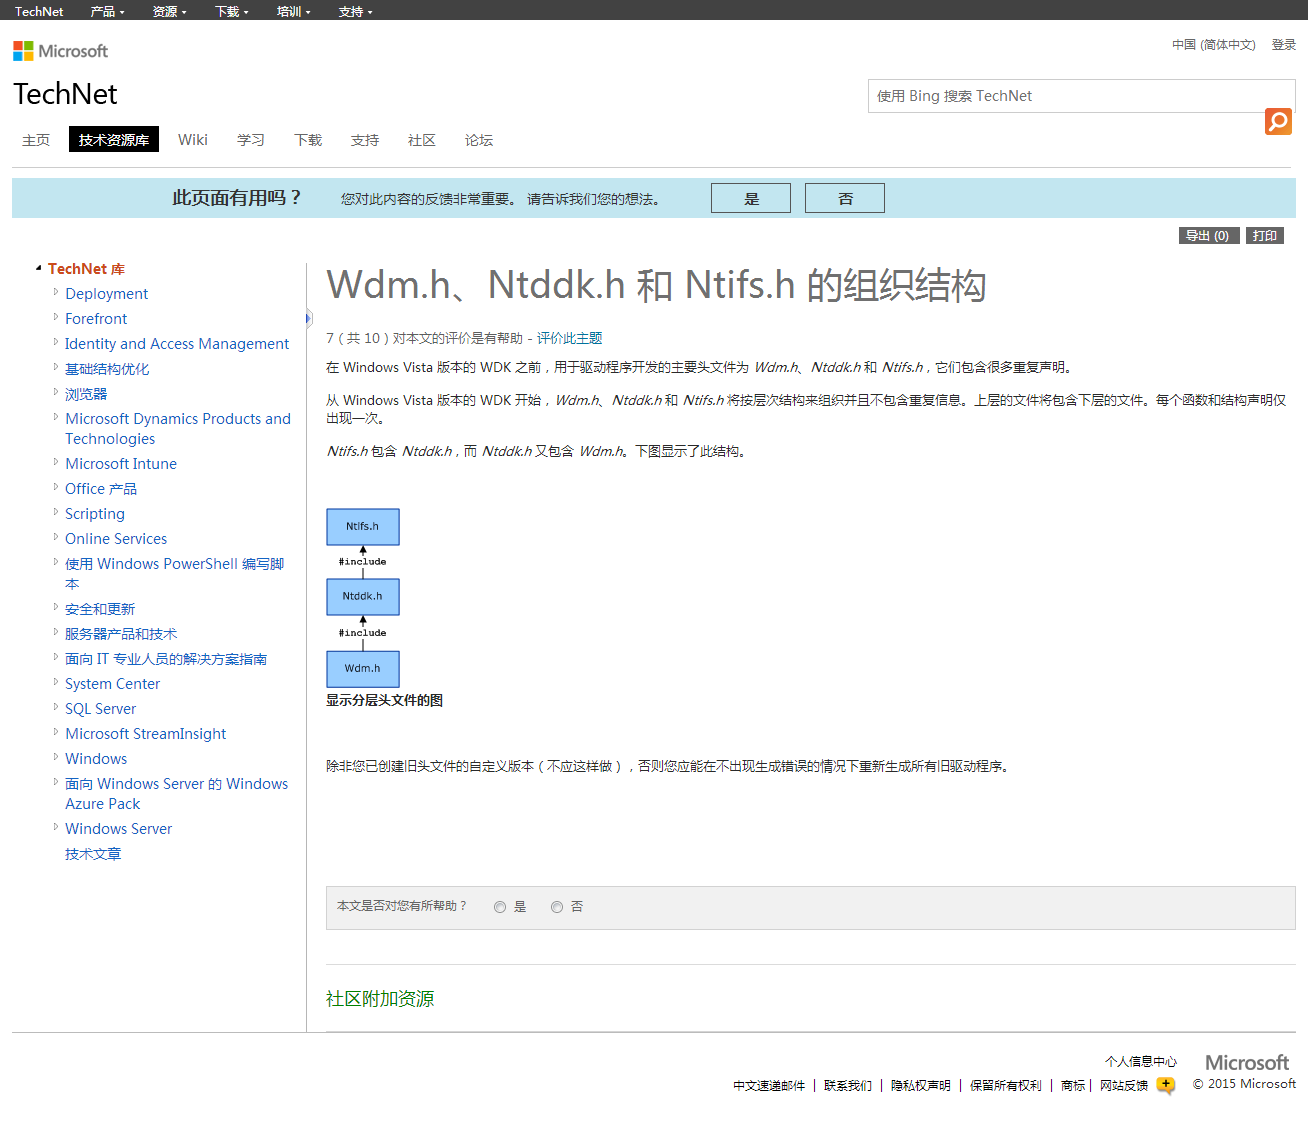 TechNet 产品 资源 下载 培训 支持
Microsoft
中国 (简体中文) 登录
TechNet
使用 Bing 搜索 TechNet
主页 技术资源库 Wiki 学习 下载 支持 社区 论坛
此页面有用吗？ 您对此内容的反馈非常重要。 请告诉我们您的想法。 是 否
导出 (0) 打印
TechNet 库
Deployment
Forefront
Identity and Access Management
基础结构优化
浏览器
Microsoft Dynamics Products and
Technologies
Microsoft Intune
Office 产品
Scripting
Online Services
使用 Windows PowerShell 编写脚
本
安全和更新
服务器产品和技术
面向 IT 专业人员的解决方案指南
System Center
SQL Server
Microsoft StreamInsight
Windows
面向 Windows Server 的 Windows
Azure Pack
Windows Server
技术文章
Wdm.h、Ntddk.h 和 Ntifs.h 的组织结构
7（共 10）对本文的评价是有帮助 - 评价此主题
在 Windows Vista 版本的 WDK 之前，用于驱动程序开发的主要头文件为 Wdm.h、Ntddk.h 和 Ntifs.h，它们包含很多重复声明。
从 Windows Vista 版本的 WDK 开始，Wdm.h、Ntddk.h 和 Ntifs.h 将按层次结构来组织并且不包含重复信息。上层的文件将包含下层的文件。每个函数和结构声明仅
出现一次。
Ntifs.h 包含 Ntddk.h，而 Ntddk.h 又包含 Wdm.h。下图显示了此结构。
Ntifs.h
#include
Ntddk.h
#include
Wdm.h
显示分层头文件的图
除非您已创建旧头文件的自定义版本（不应这样做），否则您应能在不出现生成错误的情况下重新生成所有旧驱动程序。
本文是否对您有所帮助？ 是 否
社区附加资源
个人信息中心 Microsoft
中文速递邮件 | 联系我们 | 隐私权声明 | 保留所有权利 | 商标 | 网站反馈 © 2015 Microsoft